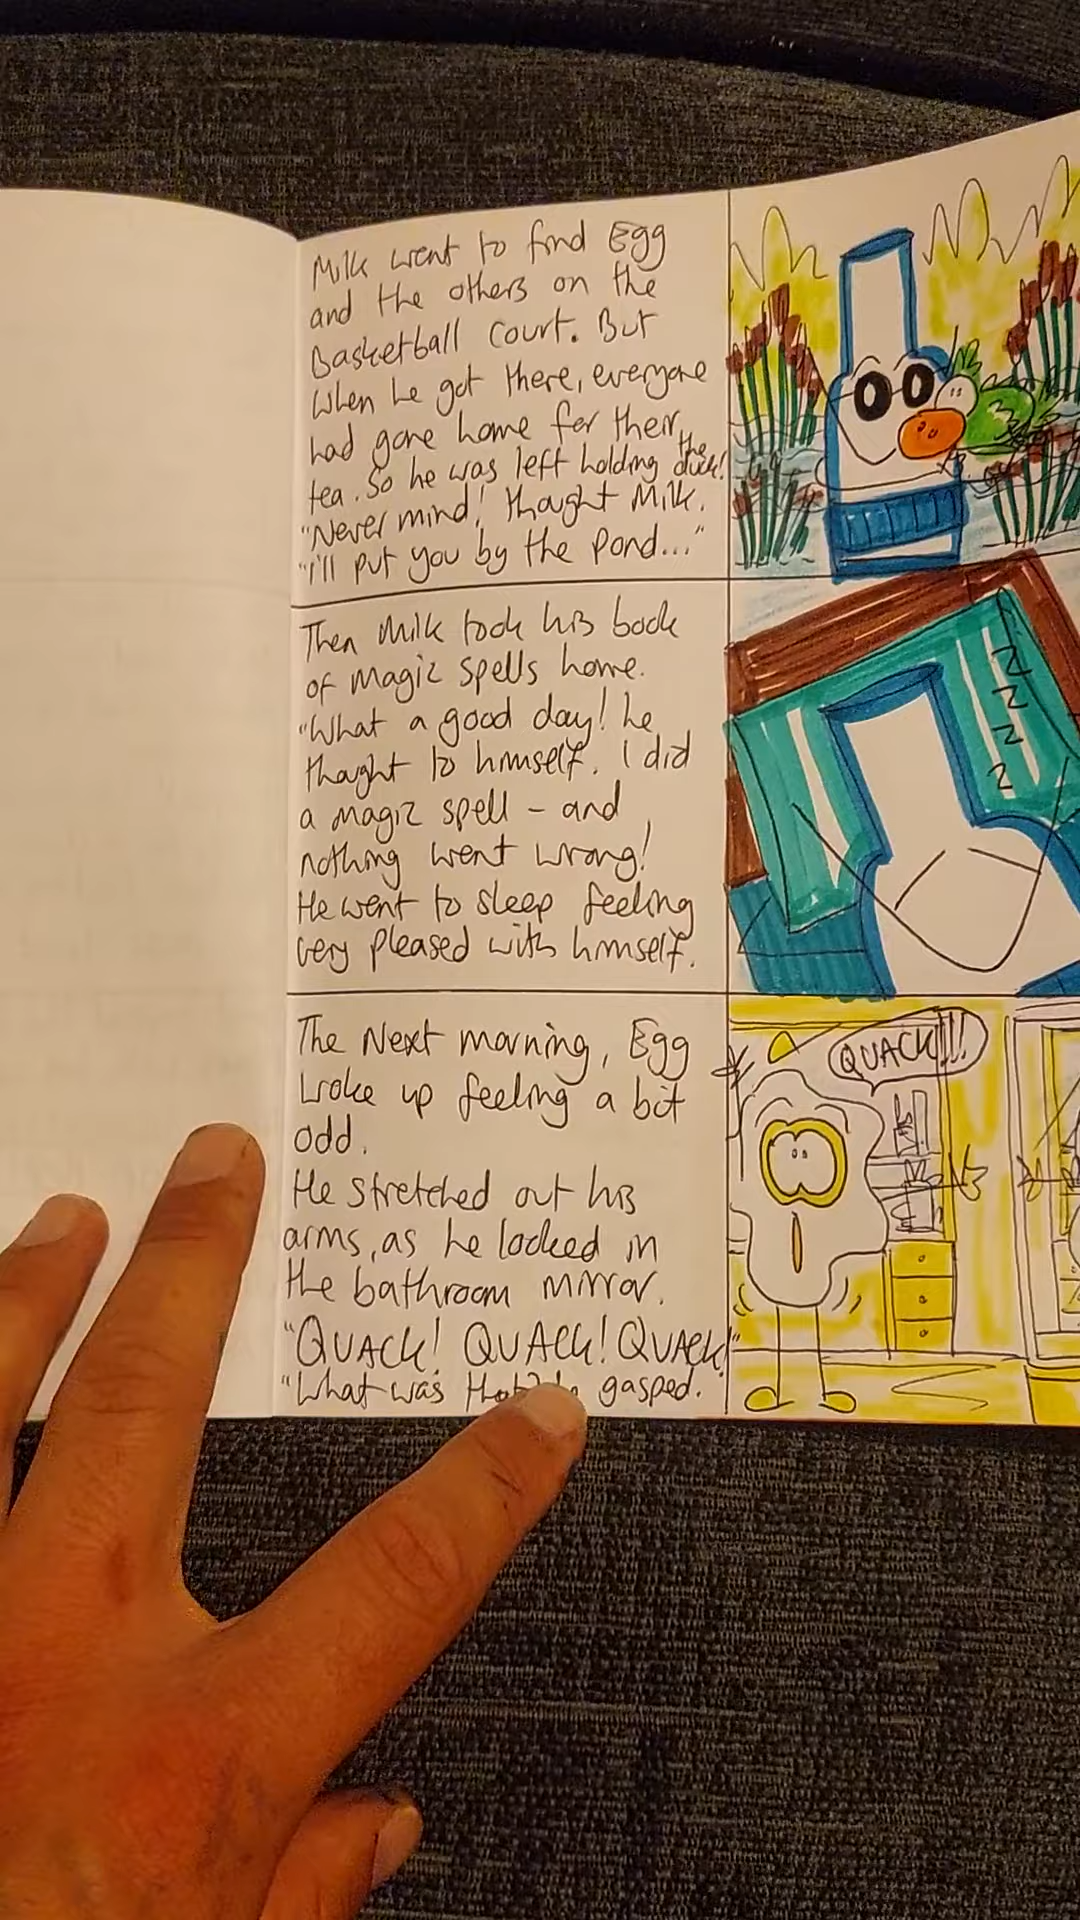 Milk went to find Egg
and the others on the
Basketball court. But
when he got there, everyone
had gone home for their
tea. So he was left holding the duck!
"Never mind! thought Milk.
"i'll put you by the pond..."
Then Milk took his book
of magic spells home.
"What a good day! he
thought to himself. I did
a magic spell - and
nothing went wrong!
He went to sleep feeling
very pleased with himself.
Z
Z
Z
Z
The Next morning, Egg
woke up feeling a bit
odd.
He stretched out his
arms, as he looked in
the bathroom mirror.
"QUACK! QUACK! QUACK!"
"What was gasped.
QUACK!!!